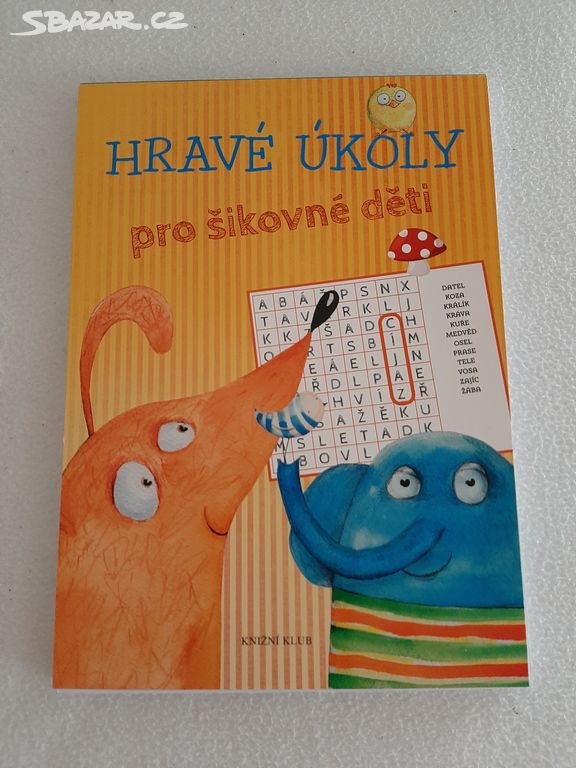 SBAZAR.CZ
HRAVÉ ÚKOLY
pro šikovné děti
A B Á Ž P S N X
T A V R K L J
K K Ž Š A D C H
O R T S B Í M
E Á E L J N
Ř D L P A E
H V Í Z Ř
A Ž Ě K U
M S L E T A D K
N B O V L
DATEL
KOZA
KRÁLÍK
KRÁVA
KUŘE
MEDVĚD
OSEL
PRASE
TELE
VOSA
ZAJÍC
ŽÁBA
KNIŽNÍ KLUB